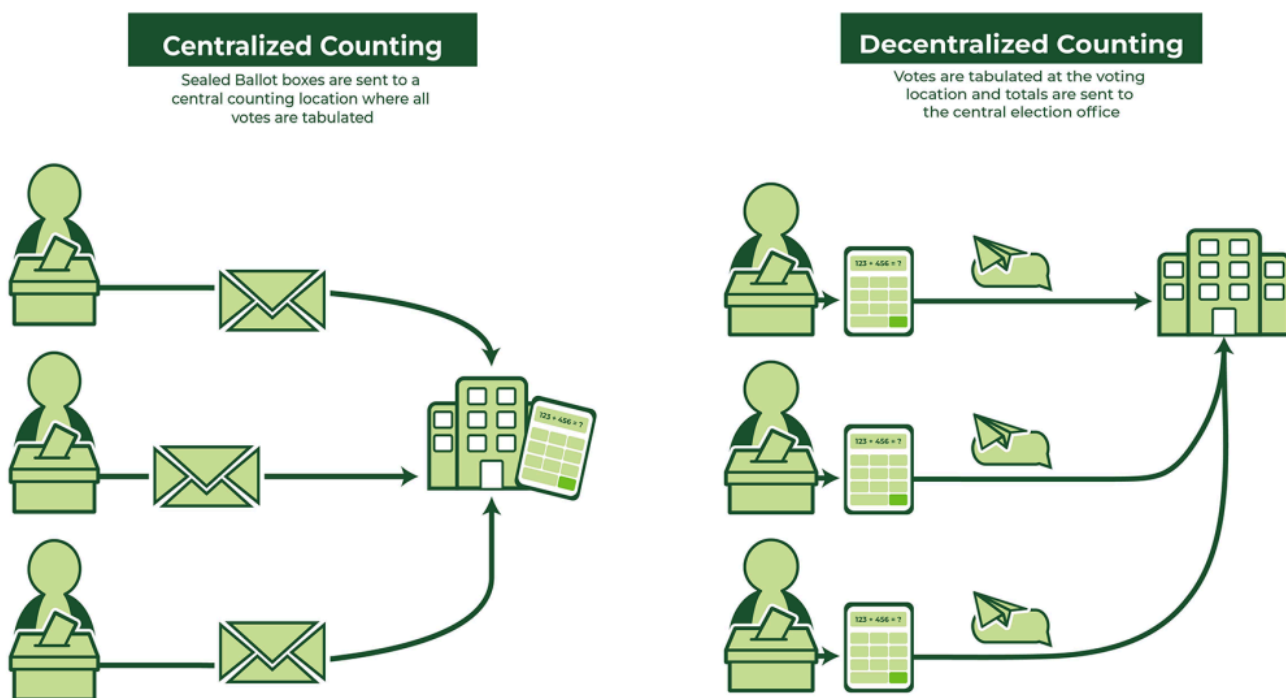 Centralized Counting
Sealed Ballot boxes are sent to a
central counting location where all
votes are tabulated
123 + 456 = ?
Decentralized Counting
Votes are tabulated at the voting
location and totals are sent to
the central election office
123 + 456 = ?
123 + 456 = ?
123 + 456 = ?